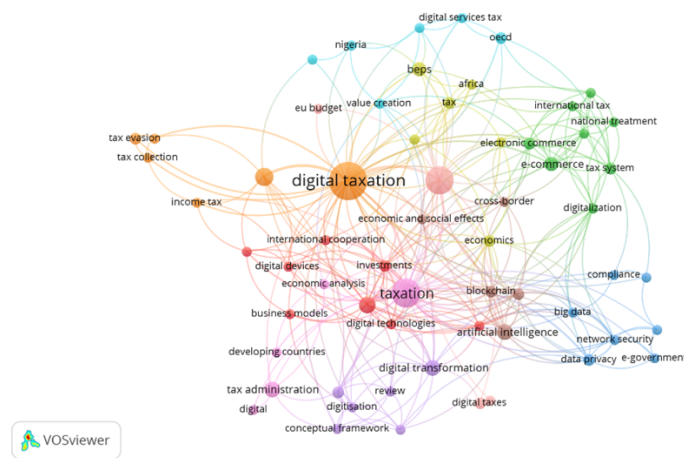 digital services tax
nigeria
oecd
beps
africa
eu budget
value creation
tax
international tax
national treatment
tax evasion
electronic commerce
tax collection
e-commerce
tax system
digital taxation
income tax
cross-border
digitalization
economic and social effects
international cooperation
economics
digital devices
investments
compliance
economic analysis
taxation
blockchain
business models
big data
digital technologies
artificial intelligence
network security
developing countries
data privacy
e-government
digital transformation
tax administration
review
digital
digitisation
digital taxes
conceptual framework
VOSviewer